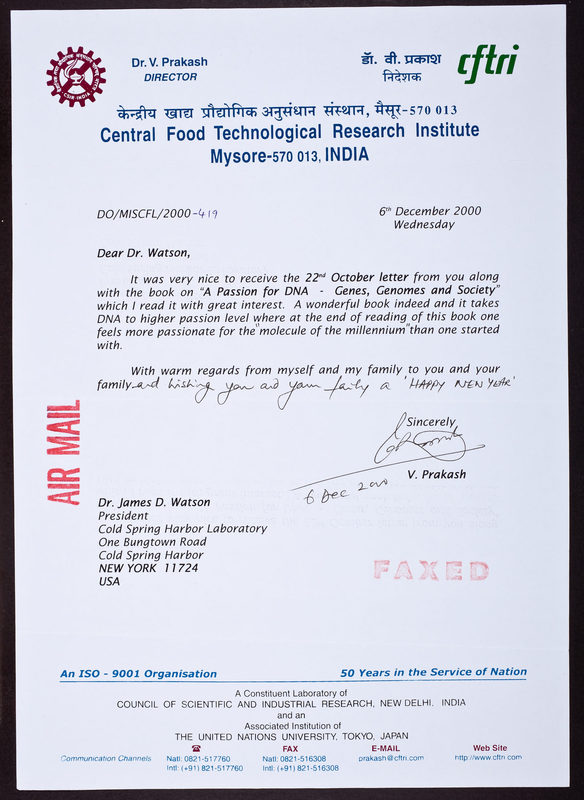 Dr. V. Prakash
DIRECTOR
डॉ. वी. प्रकाश
निदेशक
cftri
केन्द्रीय खाद्य प्रौद्योगिक अनुसंधान संस्थान, मैसूर-570 013
Central Food Technological Research Institute
Mysore-570 013, INDIA
DO/MISCFL/2000-419
6th December 2000
Wednesday
Dear Dr. Watson,
It was very nice to receive the 22nd October letter from you along
with the book on "A Passion for DNA - Genes, Genomes and Society"
which I read it with great interest. A wonderful book indeed and it takes
DNA to higher passion level where at the end of reading of this book one
feels more passionate for the "molecule of the millennium" than one started
with.
With warm regards from myself and my family to you and your
family and wishing you and your family a 'HAPPY NEW YEAR'
Sincerely
V. Prakash
6 Dec 2000
AIR MAIL
Dr. James D. Watson
President
Cold Spring Harbor Laboratory
One Bungtown Road
Cold Spring Harbor
NEW YORK 11724
USA
FAXED
An ISO - 9001 Organisation
50 Years in the Service of Nation
A Constituent Laboratory of
COUNCIL OF SCIENTIFIC AND INDUSTRIAL RESEARCH, NEW DELHI. INDIA
and an
Associated Institution of
THE UNITED NATIONS UNIVERSITY, TOKYO, JAPAN
☎ FAX E-MAIL Web Site
Communication Channels Natl: 0821-517760 Natl: 0821-516308 prakash@cftri.com http://www.cftri.com
Intl: (+91) 821-517760 Intl: (+91) 821-516308